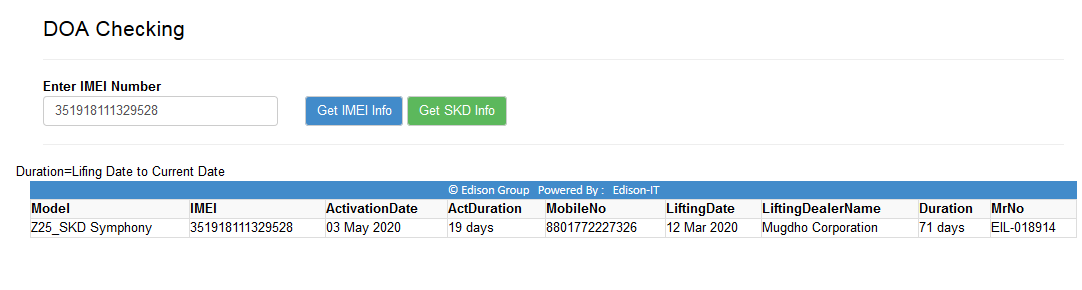 DOA Checking
Enter IMEI Number
351918111329528 Get IMEI Info Get SKD Info
Duration=Lifing Date to Current Date
© Edison Group Powered By : Edison-IT
Model IMEI ActivationDate ActDuration MobileNo LiftingDate LiftingDealerName Duration MrNo
Z25_SKD Symphony 351918111329528 03 May 2020 19 days 8801772227326 12 Mar 2020 Mugdho Corporation 71 days EIL-018914